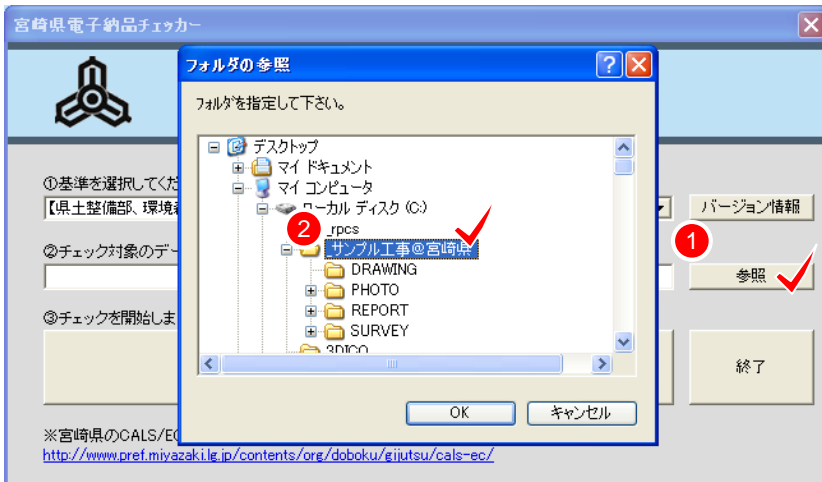 宮崎県電子納品チェッカー
フォルダの参照
フォルダを指定して下さい。
デスクトップ
マイ ドキュメント
マイ コンピュータ
ローカル ディスク (C:)
_rpcs
_サンプル工事@宮崎県
DRAWING
PHOTO
REPORT
SURVEY
3DICO
OK
キャンセル
①基準を選択してくだ
【県土整備部、環境
バージョン情報
②チェック対象のデー
参照
③チェックを開始しま
終了
2
1
※宮崎県のCALS/EC
http://www.pref.miyazaki.lg.jp/contents/org/doboku/gijutsu/cals-ec/